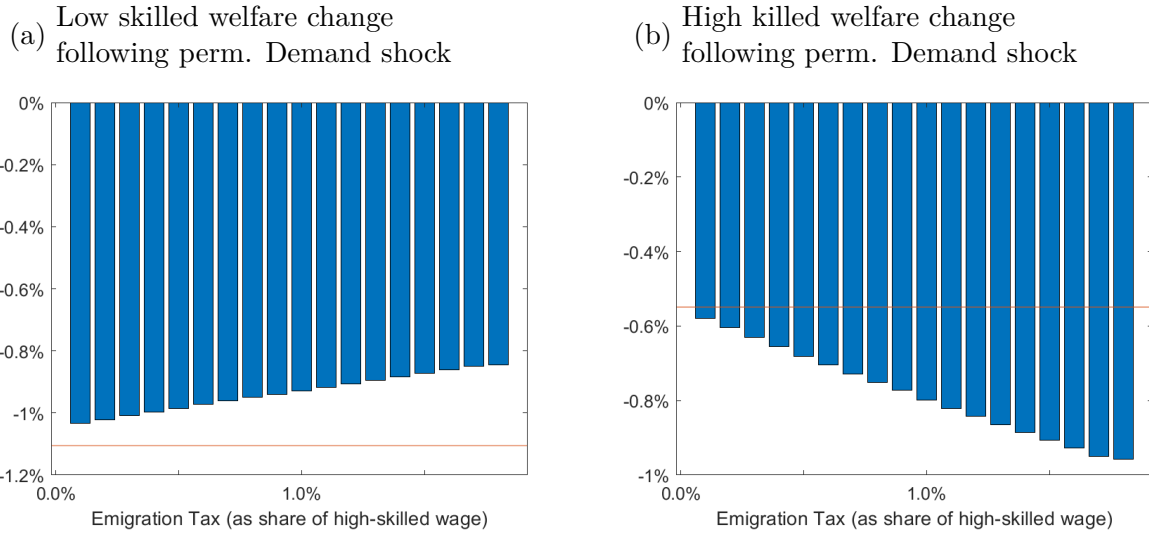 (a) Low skilled welfare change
following perm. Demand shock
0%
-0.2%
-0.4%
-0.6%
-0.8%
-1%
-1.2%
0.0% 1.0%
Emigration Tax (as share of high-skilled wage)
(b) High killed welfare change
following perm. Demand shock
0%
-0.2%
-0.4%
-0.6%
-0.8%
-1%
0.0% 1.0%
Emigration Tax (as share of high-skilled wage)